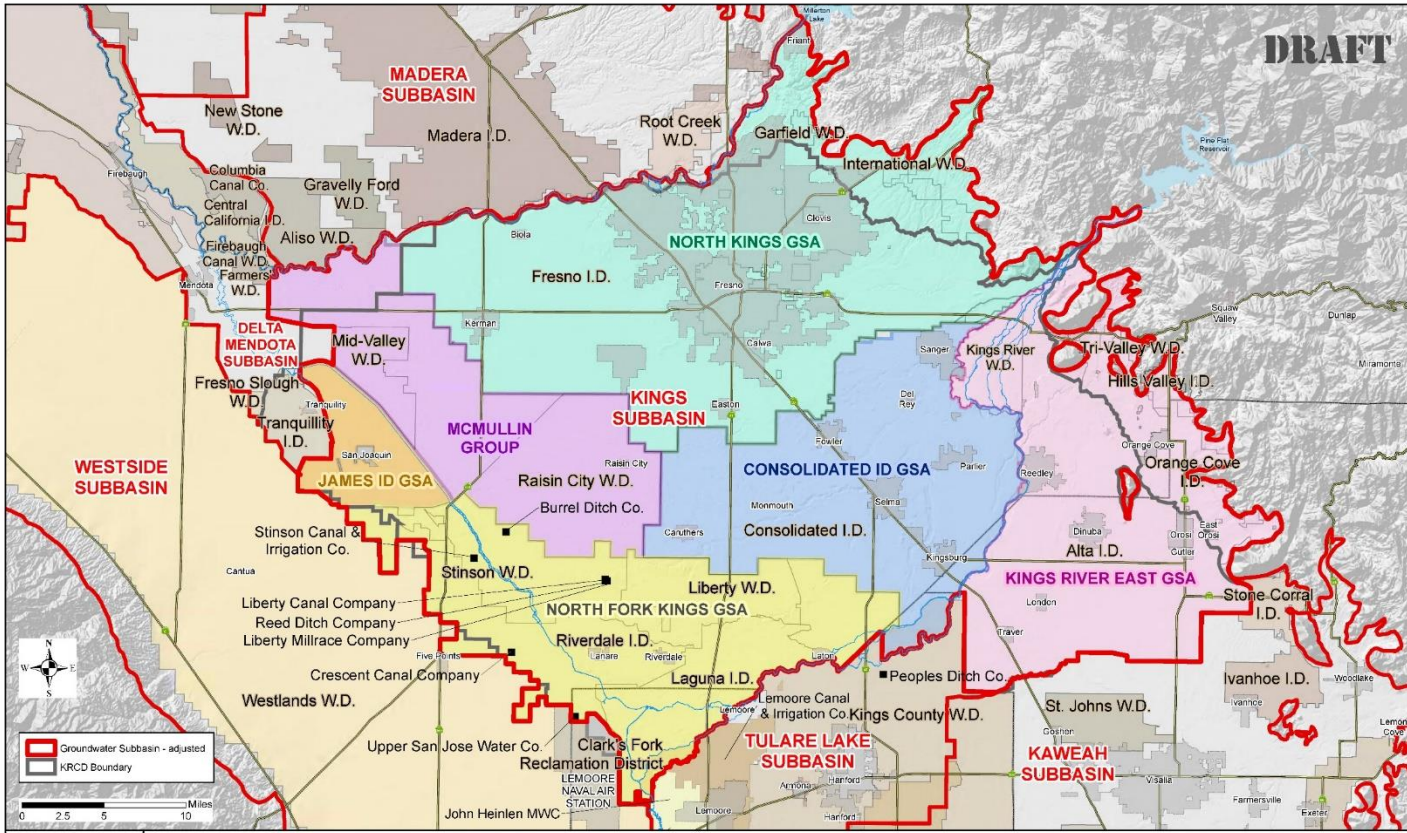 DRAFT
Millerton
Lake
Friant
MADERA
SUBBASIN
New Stone
W.D.
Madera I.D.
Root Creek
W.D.
Garfield W.D.
International W.D.
Pine Flat
Reservoir
Firebaugh
Columbia
Canal Co.
Gravelly Ford
W.D.
Central
California I.D.
Aliso W.D.
Firebaugh
Canal W.D.
Farmers
W.D.
Mendota
Biola
Clovis
NORTH KINGS GSA
Fresno I.D.
Fresno
Kerman
Calwa
DELTA
MENDOTA
SUBBASIN
Mid-Valley
W.D.
Sanger
Kings River
W.D.
Tri-Valley W.D.
Hills Valley I.D.
Squaw
Valley
Dunlap
Miramonte
Fresno Slough
W.D.
Tranquility
Tranquillity
I.D.
KINGS
SUBBASIN
Easton
Del
Rey
Fowler
MCMULLIN
GROUP
San Joaquin
JAMES ID GSA
Raisin City
Raisin City W.D.
Burrel Ditch Co.
WESTSIDE
SUBBASIN
CONSOLIDATED ID GSA
Parlier
Reedley
Orange Cove
Orange Cove
I.D.
Monmouth
Selma
Caruthers
Consolidated I.D.
Dinuba
Alta I.D.
Orosi
East
Orosi
Cutler
Stinson Canal &
Irrigation Co.
Cantua
Stinson W.D.
Kingsburg
KINGS RIVER EAST GSA
Liberty Canal Company
Reed Ditch Company
Liberty Millrace Company
Liberty W.D.
NORTH FORK KINGS GSA
London
Stone Corral
I.D.
Traver
Riverdale I.D.
Five Points
Lanare
Riverdale
Laton
Crescent Canal Company
Laguna I.D.
Peoples Ditch Co.
Woodlake
Ivanhoe I.D.
Ivanhoe
Westlands W.D.
Lemoore
Lemoore Canal
& Irrigation Co.
Kings County W.D.
St. Johns W.D.
Goshen
Lemon
Cove
Upper San Jose Water Co.
Clark's Fork
Reclamation District
TULARE LAKE
SUBBASIN
KAWEAH
SUBBASIN
Visalia
LEMOORE
NAVAL AIR
STATION
Armona
Hanford
Hanford
Lemoore
Farmersville
Exeter
John Heinlen MWC
N
W
E
S
Groundwater Subbasin - adjusted
KRCD Boundary
Miles
0 2.5 5 10